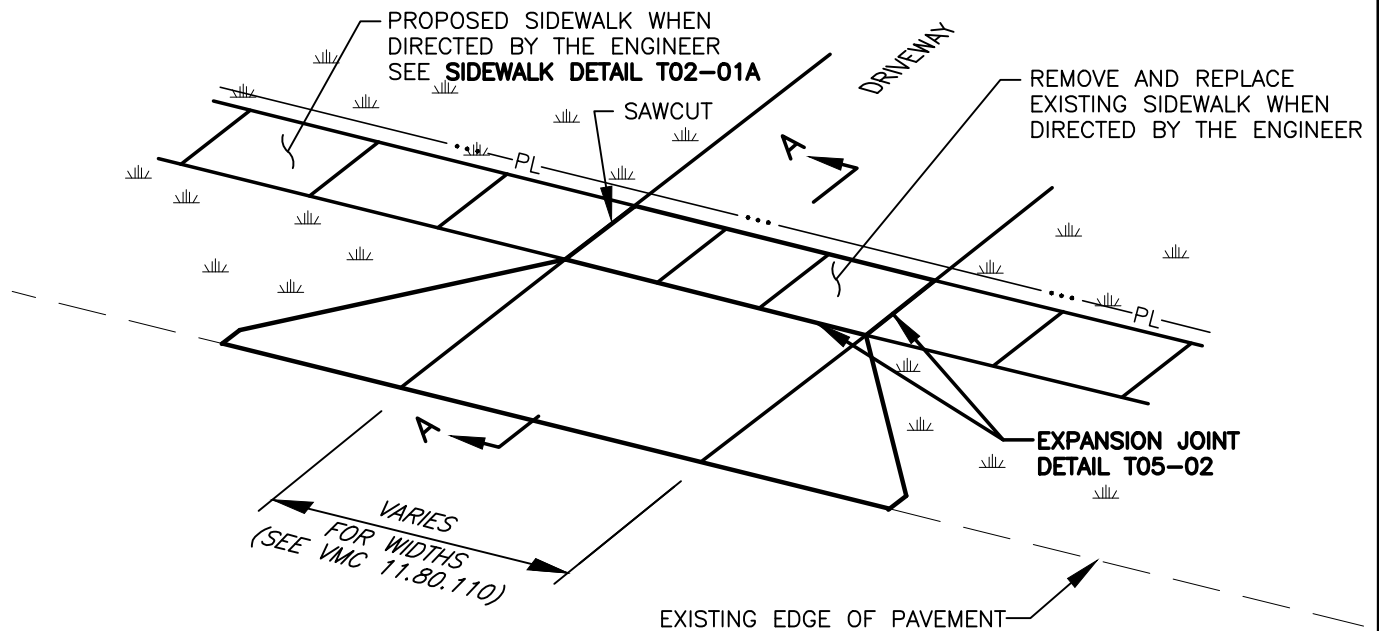 PROPOSED SIDEWALK WHEN
DIRECTED BY THE ENGINEER
SEE SIDEWALK DETAIL T02-01A
SAWCUT
DRIVEWAY
REMOVE AND REPLACE
EXISTING SIDEWALK WHEN
DIRECTED BY THE ENGINEER
PL
A
PL
A
EXPANSION JOINT
DETAIL T05-02
VARIES
FOR WIDTHS
(SEE VMC 11.80.110)
EXISTING EDGE OF PAVEMENT